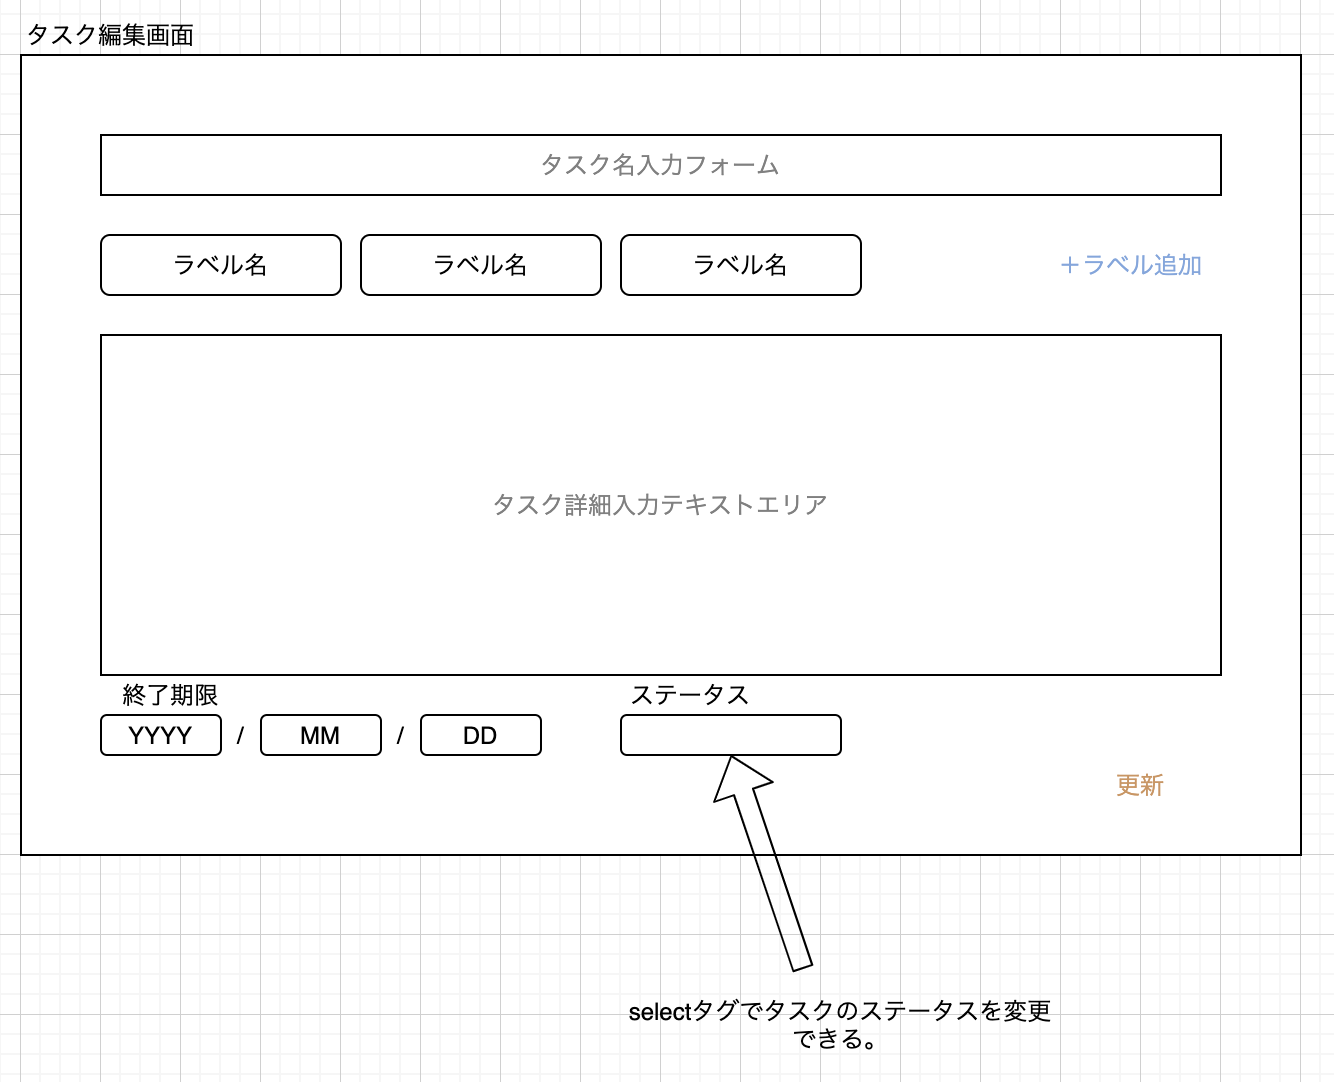 タスク編集画面
タスク名入力フォーム
ラベル名 ラベル名 ラベル名 ＋ラベル追加
タスク詳細入力テキストエリア
終了期限 ステータス
YYYY / MM / DD
更新
selectタグでタスクのステータスを変更
できる。